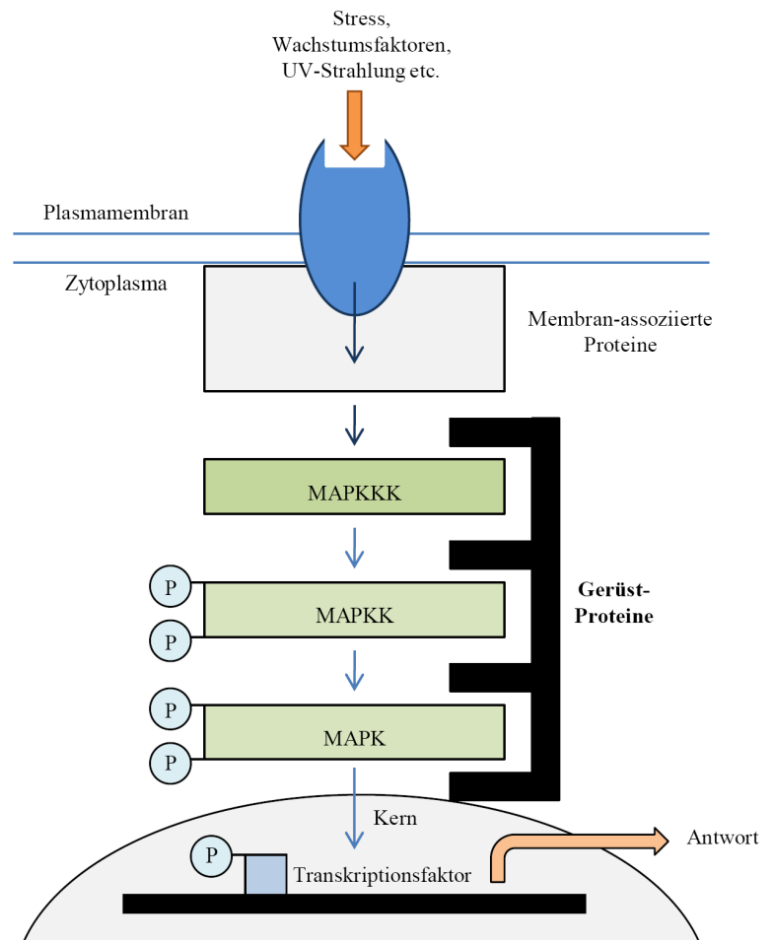 Stress,
Wachstumsfaktoren,
UV-Strahlung etc.
Plasmamembran
Zytoplasma
Membran-assoziierte
Proteine
MAPKKK
P
MAPKK
P
Gerüst-
Proteine
P
MAPK
P
Kern
P
Transkriptionsfaktor
Antwort